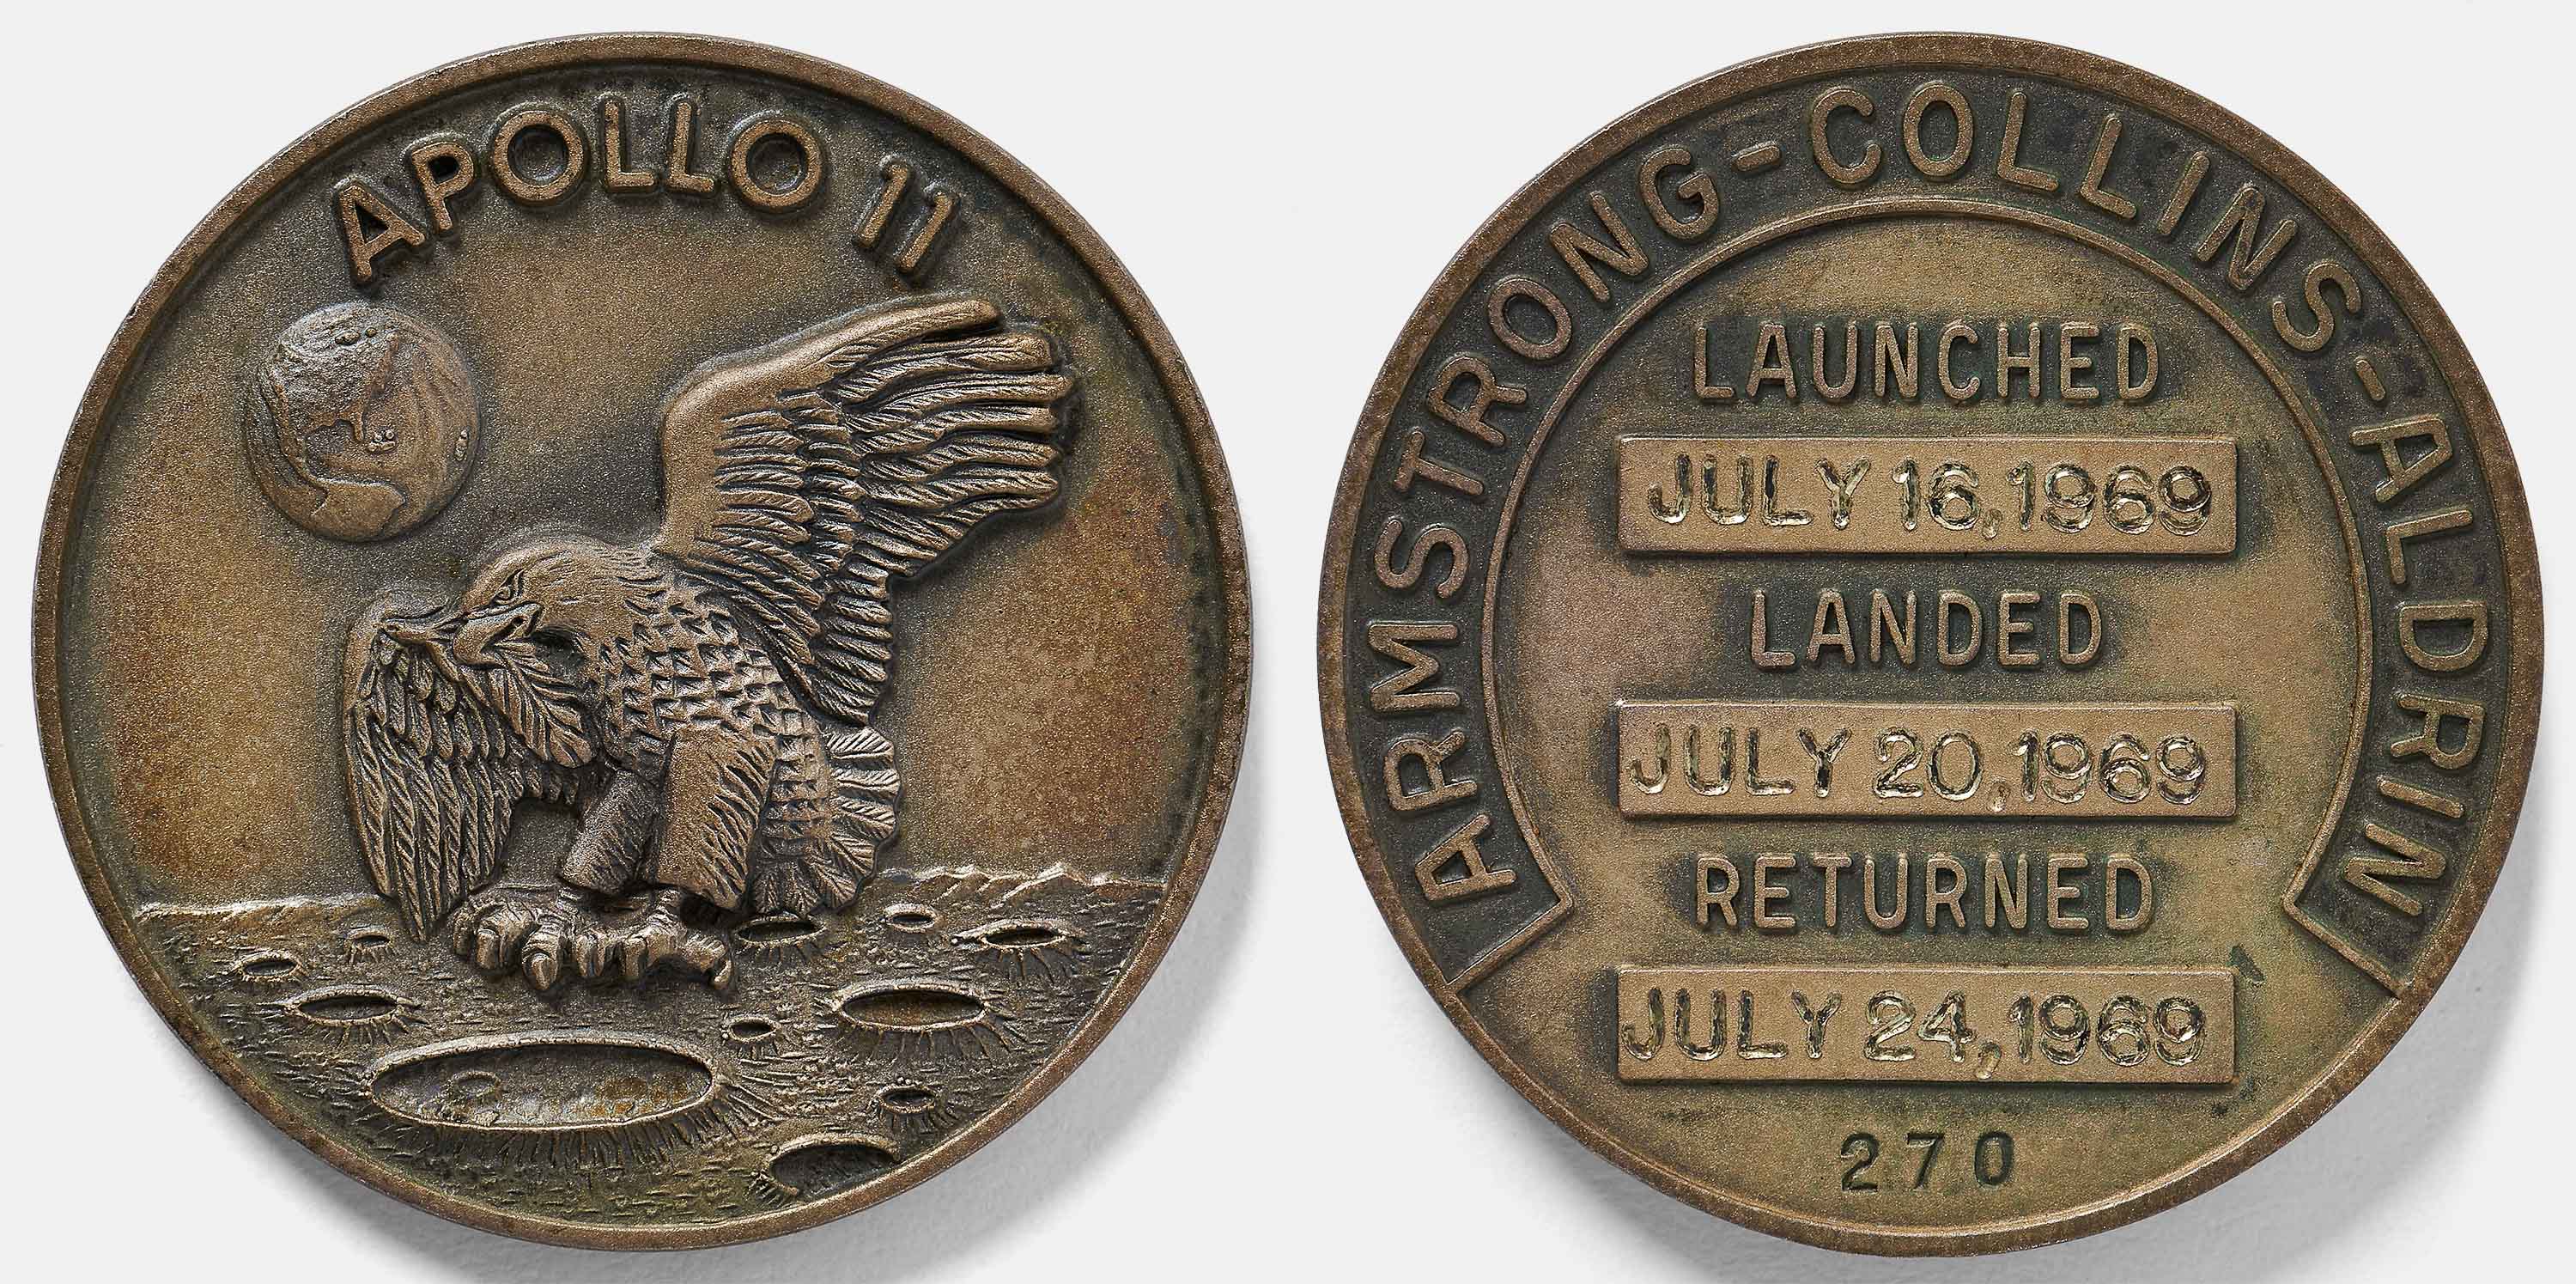 APOLLO 11
ARMSTRONG-COLLINS-ALDRIN
LAUNCHED
JULY 16,1969
LANDED
JULY 20,1969
RETURNED
JULY 24,1969
270